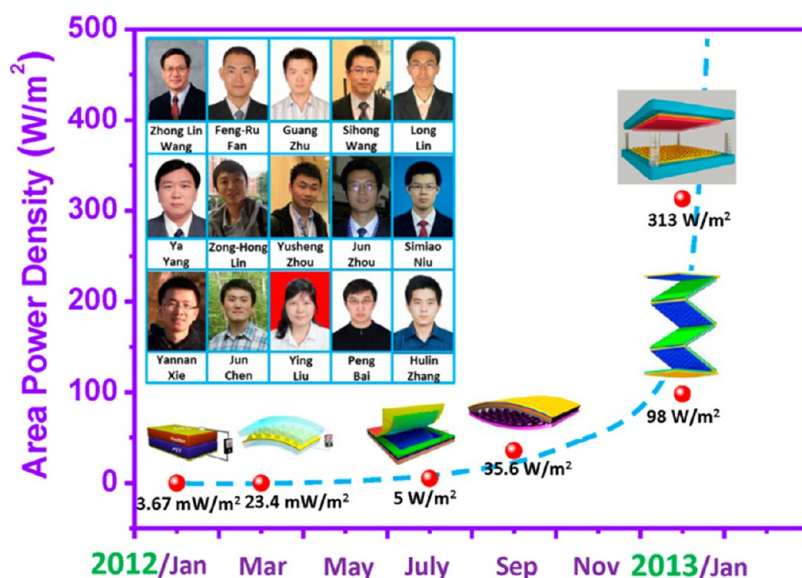 Area Power Density (W/m²)
500
400
300
200
100
0
Zhong Lin Wang
Feng-Ru Fan
Guang Zhu
Sihong Wang
Long Lin
Ya Yang
Zong-Hong Lin
Yusheng Zhou
Jun Zhou
Simiao Niu
Yannan Xie
Jun Chen
Ying Liu
Peng Bai
Hulin Zhang
313 W/m²
98 W/m²
PET
3.67 mW/m²
23.4 mW/m²
5 W/m²
35.6 W/m²
2012/Jan
Mar
May
July
Sep
Nov
2013/Jan